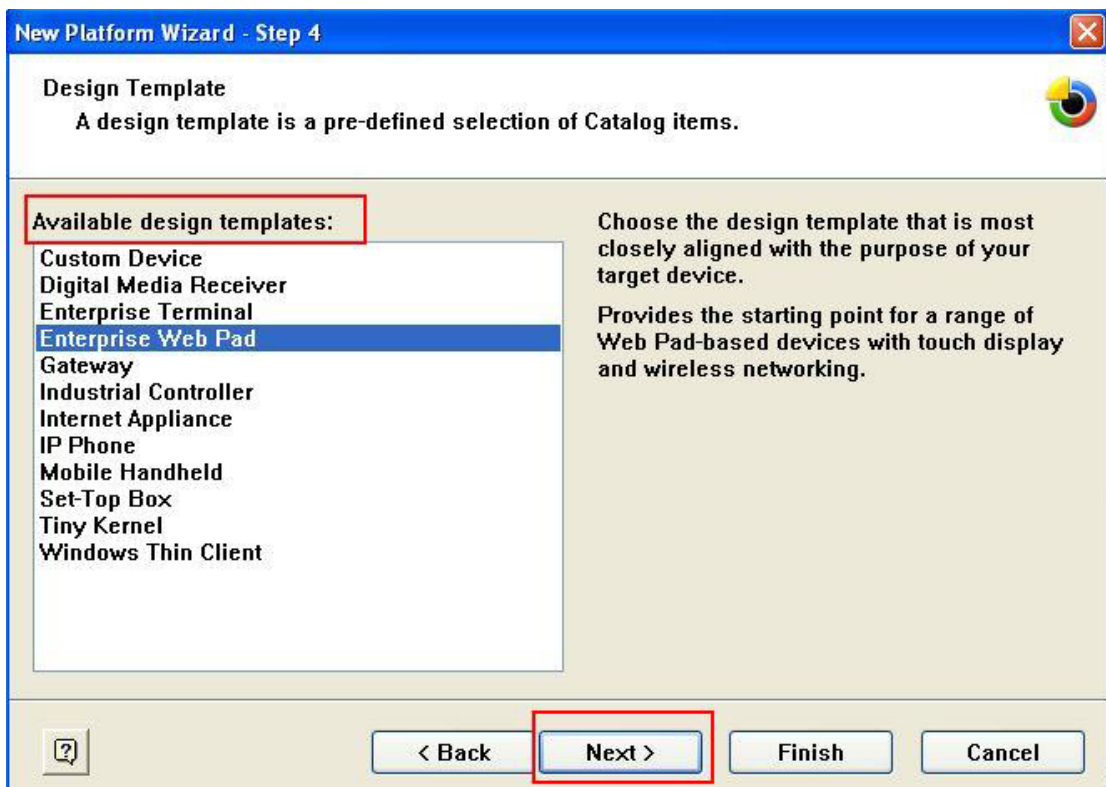 New Platform Wizard - Step 4
Design Template
A design template is a pre-defined selection of Catalog items.
Available design templates:
Custom Device
Digital Media Receiver
Enterprise Terminal
Enterprise Web Pad
Gateway
Industrial Controller
Internet Appliance
IP Phone
Mobile Handheld
Set-Top Box
Tiny Kernel
Windows Thin Client
Choose the design template that is most
closely aligned with the purpose of your
target device.
Provides the starting point for a range of
Web Pad-based devices with touch display
and wireless networking.
?
< Back
Next >
Finish
Cancel